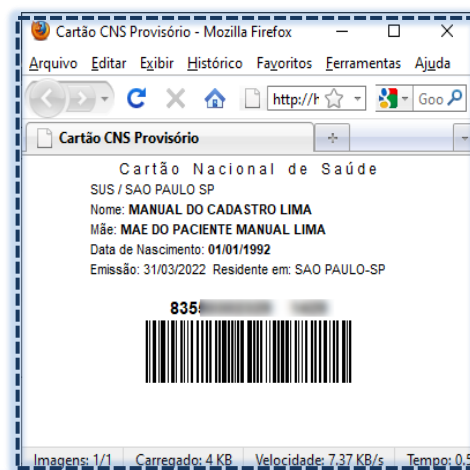 Cartão CNS Provisório - Mozilla Firefox
Arquivo Editar Exibir Histórico Favoritos Ferramentas Ajuda
http://h Goo
Cartão CNS Provisório
Cartão Nacional de Saúde
SUS / SAO PAULO SP
Nome: MANUAL DO CADASTRO LIMA
Mãe: MAE DO PACIENTE MANUAL LIMA
Data de Nascimento: 01/01/1992
Emissão: 31/03/2022 Residente em: SAO PAULO-SP
835
Imagens: 1/1 Carregado: 4 KB Velocidade: 7,37 KB/s Tempo: 0,